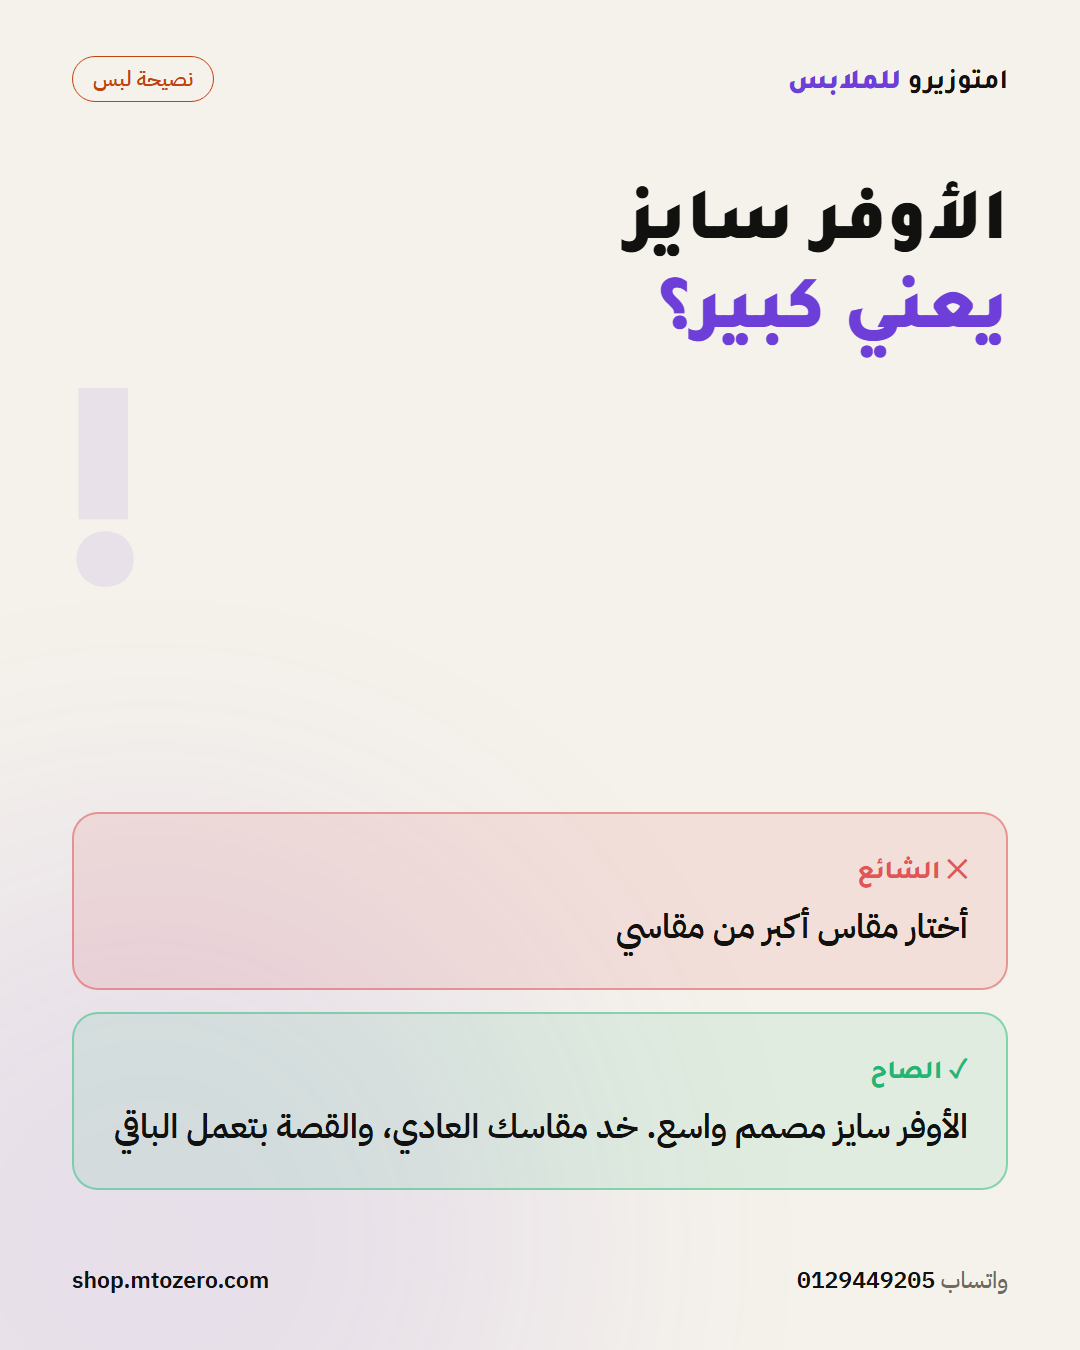 امتوزيرو للملابس
نصيحة لبس
الأوفر سايز
يعني كبير؟
!
✕ الشائع
أختار مقاس أكبر من مقاسي
✓ الصاح
الأوفر سايز مصمم واسع. خد مقاسك العادي، والقصة بتعمل الباقي
واتساب 0129449205
shop.mtozero.com